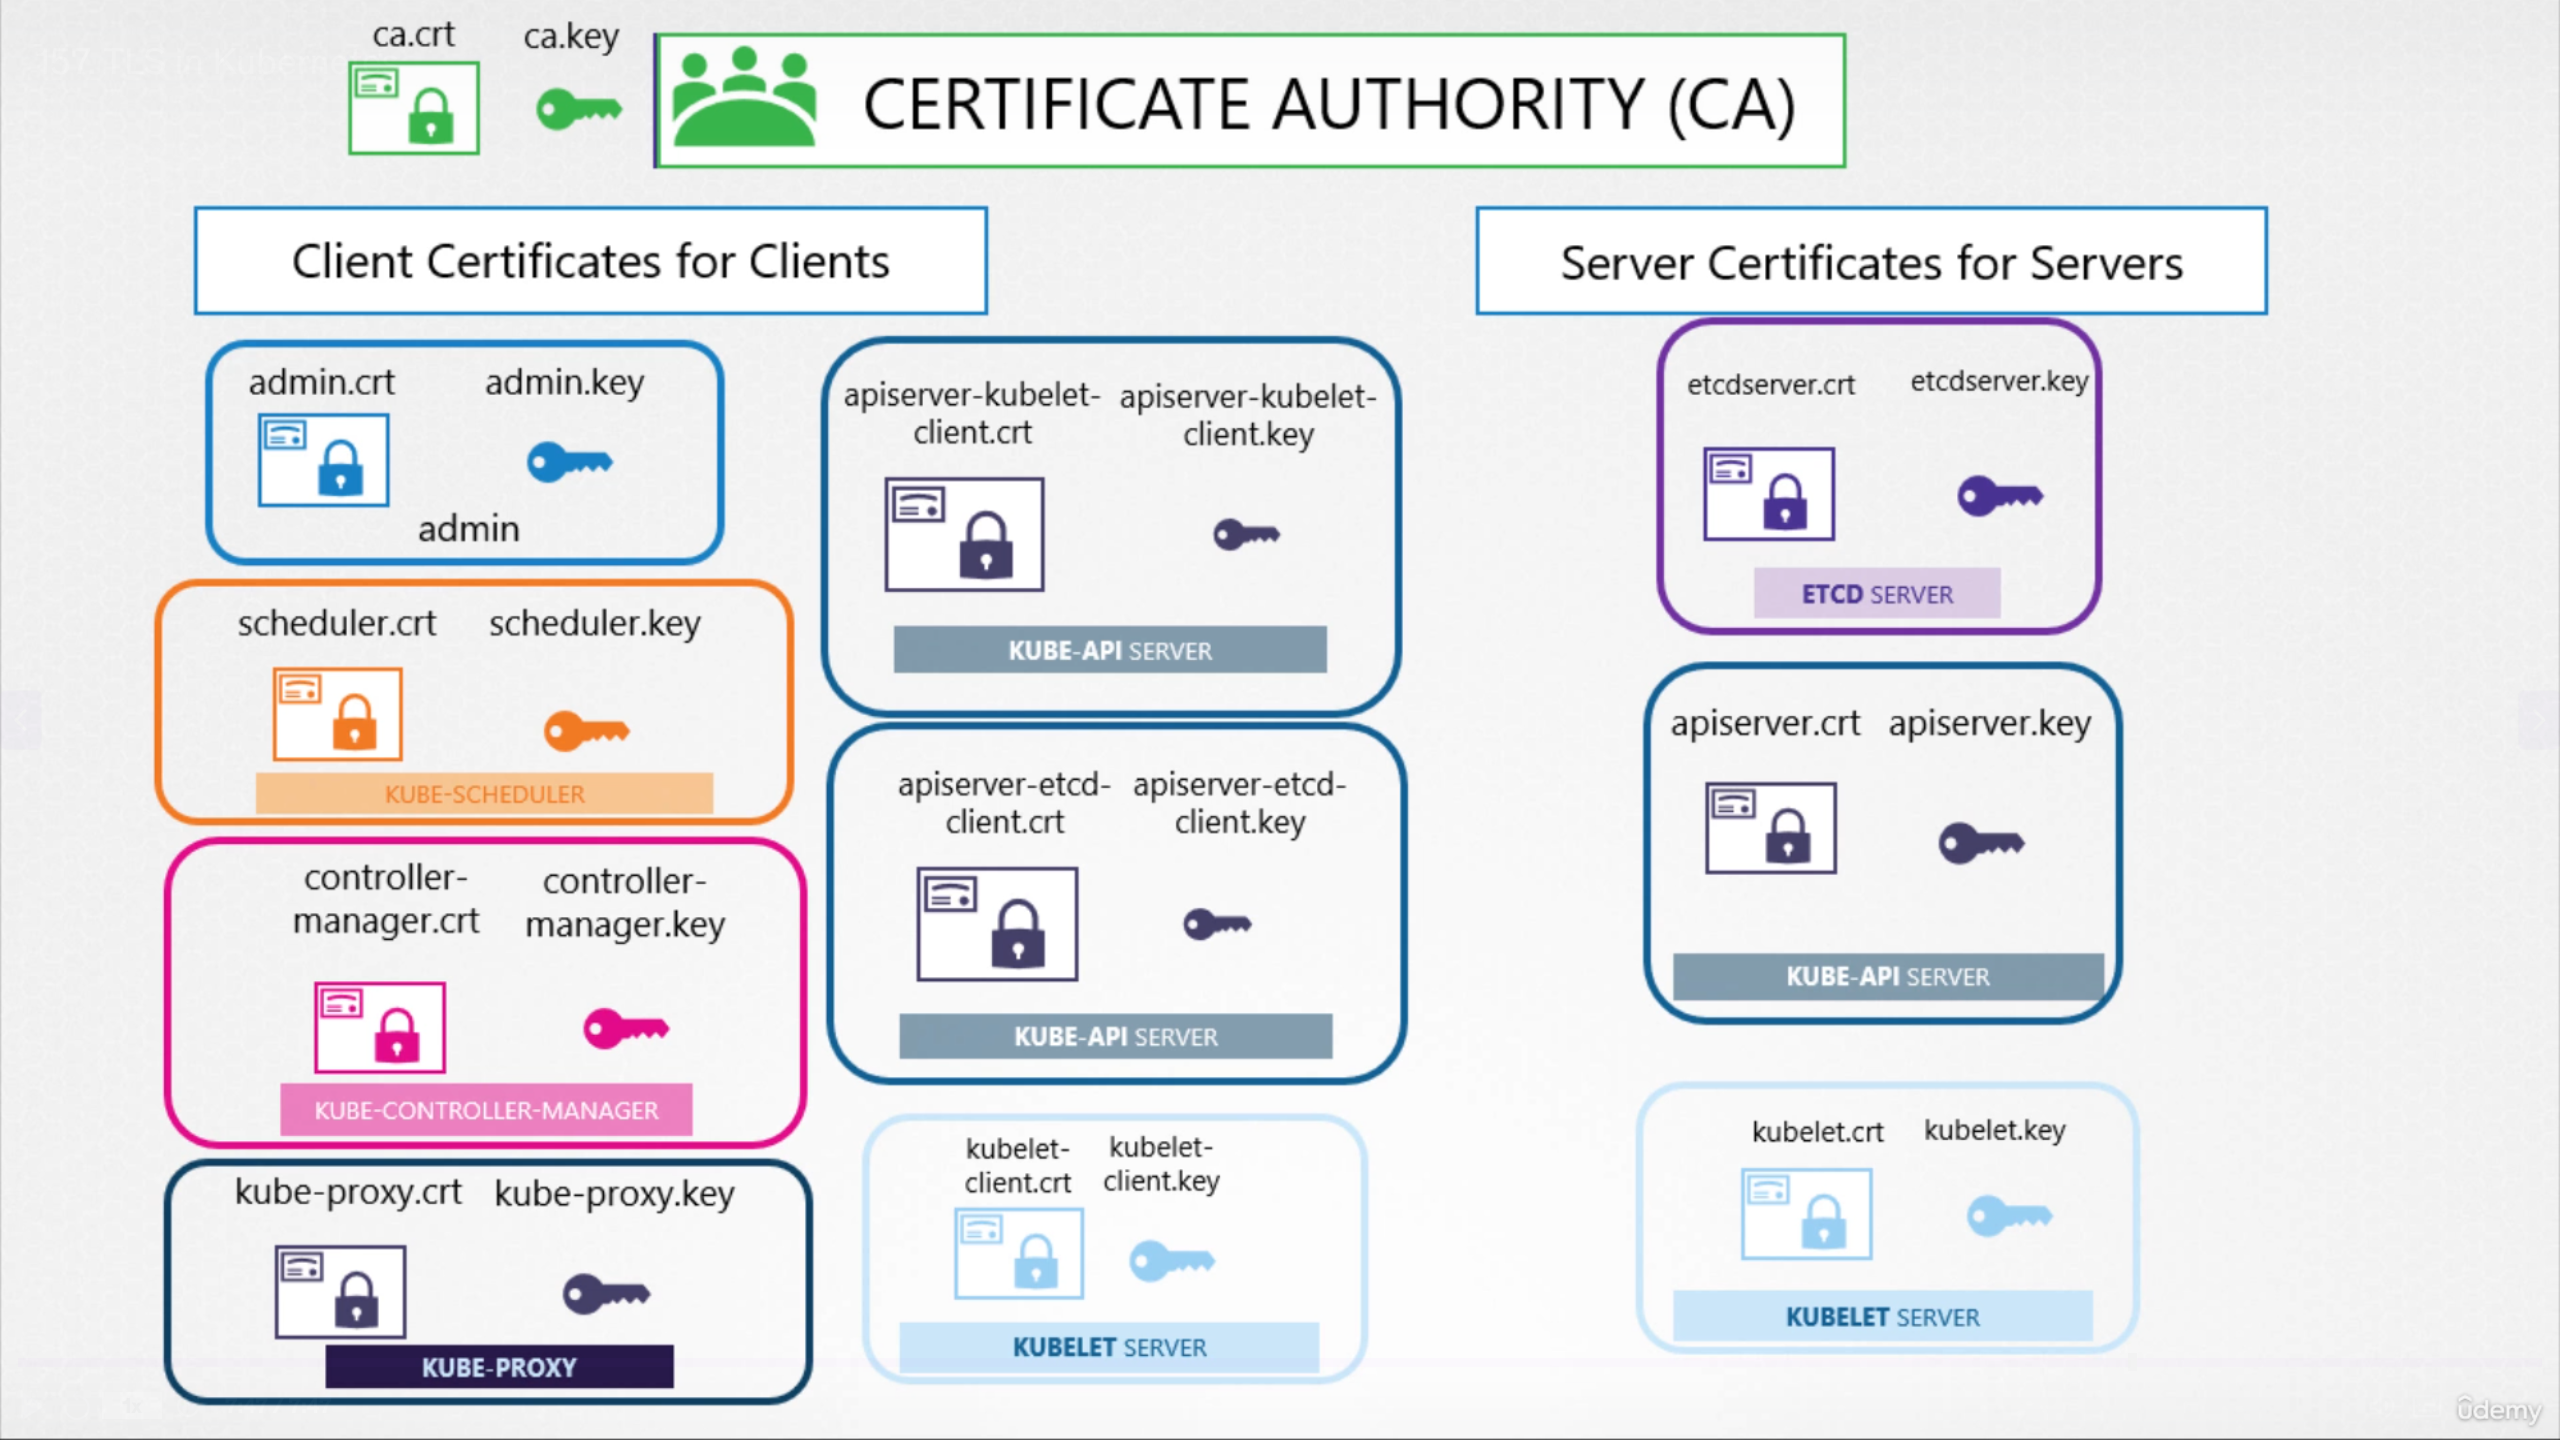 ca.crt
ca.key
CERTIFICATE AUTHORITY (CA)
Client Certificates for Clients
Server Certificates for Servers
admin.crt
admin.key
admin
scheduler.crt
scheduler.key
KUBE-SCHEDULER
controller-
manager.crt
controller-
manager.key
KUBE-CONTROLLER-MANAGER
kube-proxy.crt
kube-proxy.key
KUBE-PROXY
apiserver-kubelet-
client.crt
apiserver-kubelet-
client.key
KUBE-API SERVER
apiserver-etcd-
client.crt
apiserver-etcd-
client.key
KUBE-API SERVER
kubelet-
client.crt
kubelet-
client.key
KUBELET SERVER
etcdserver.crt
etcdserver.key
ETCD SERVER
apiserver.crt
apiserver.key
KUBE-API SERVER
kubelet.crt
kubelet.key
KUBELET SERVER
ûdemy